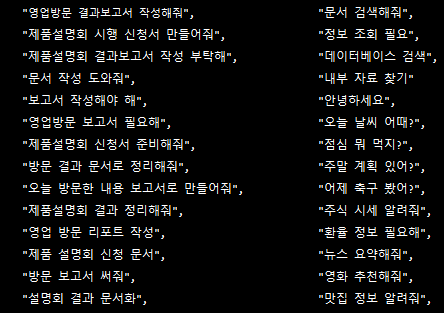 "영업방문 결과보고서 작성해줘",
"제품설명회 시행 신청서 만들어줘",
"제품설명회 결과보고서 작성 부탁해",
"문서 작성 도와줘",
"보고서 작성해야 해",
"영업방문 보고서 필요해",
"제품설명회 신청서 준비해줘",
"방문 결과 문서로 정리해줘",
"오늘 방문한 내용 보고서로 만들어줘",
"제품설명회 결과 정리해줘",
"영업 방문 리포트 작성",
"제품 설명회 신청 문서",
"방문 보고서 써줘",
"설명회 결과 문서화",
"문서 검색해줘",
"정보 조회 필요",
"데이터베이스 검색",
"내부 자료 찾기"
"안녕하세요",
"오늘 날씨 어때?",
"점심 뭐 먹지?",
"주말 계획 있어?",
"어제 축구 봤어?",
"주식 시세 알려줘",
"환율 정보 필요해",
"뉴스 요약해줘",
"영화 추천해줘",
"맛집 정보 알려줘",